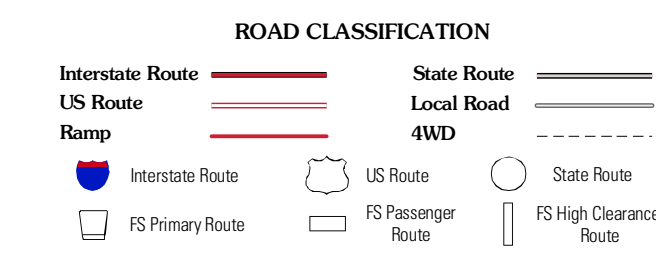 ROAD CLASSIFICATION
Interstate Route
State Route
US Route
Local Road
Ramp
4WD
Interstate Route
US Route
State Route
FS Primary Route
FS Passenger
Route
FS High Clearance
Route